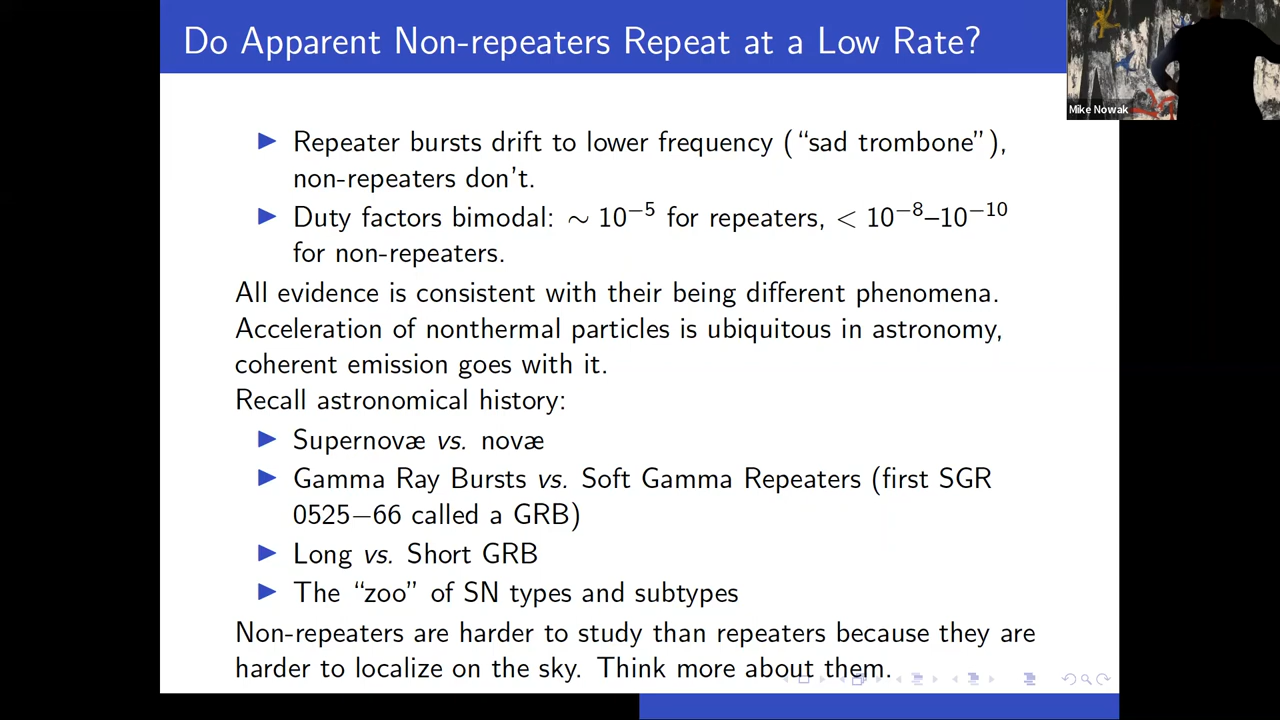 Do Apparent Non-repeaters Repeat at a Low Rate?
Mike Nowak
▶ Repeater bursts drift to lower frequency (“sad trombone”),
non-repeaters don't.
▶ Duty factors bimodal: ∼ 10⁻⁵ for repeaters, < 10⁻⁸–10⁻¹⁰
for non-repeaters.
All evidence is consistent with their being different phenomena.
Acceleration of nonthermal particles is ubiquitous in astronomy,
coherent emission goes with it.
Recall astronomical history:
▶ Supernovæ vs. novæ
▶ Gamma Ray Bursts vs. Soft Gamma Repeaters (first SGR
0525−66 called a GRB)
▶ Long vs. Short GRB
▶ The “zoo” of SN types and subtypes
Non-repeaters are harder to study than repeaters because they are
harder to localize on the sky. Think more about them.